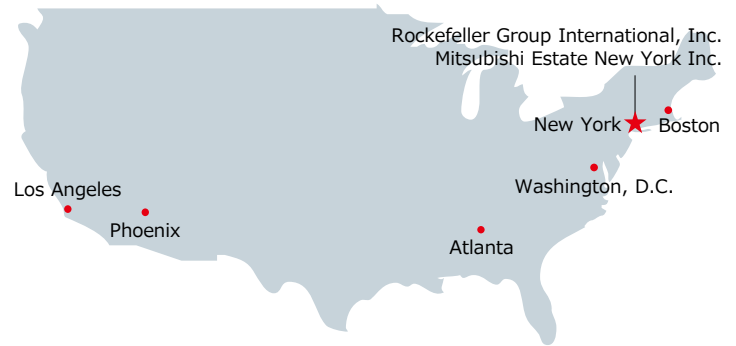 Rockefeller Group International, Inc.
Mitsubishi Estate New York Inc.
New York
Boston
Washington, D.C.
Los Angeles
Phoenix
Atlanta